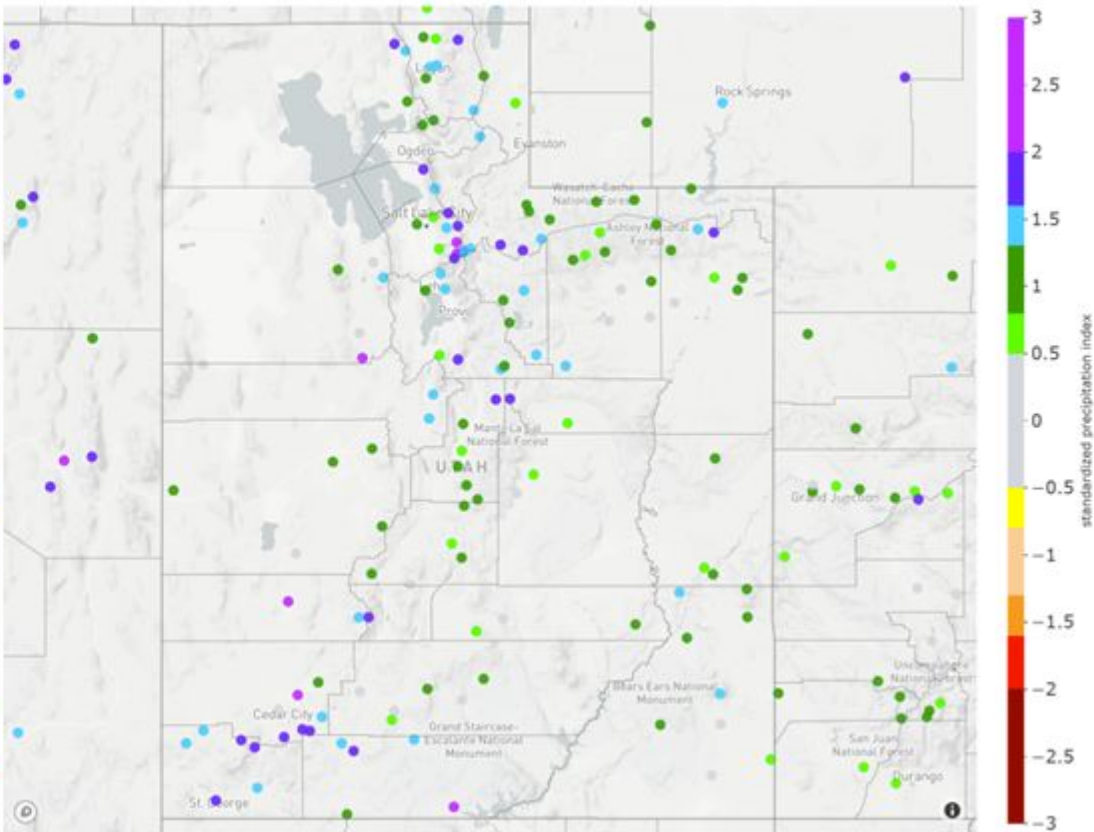 Logan
Rock Springs
Evanston
Ogden
Wasatch-Cache
National Forest
Salt Lake City
Ashley National
Forest
Provo
Manti-La Sal
National Forest
UTAH
Grand Junction
Uncompahgre
National Forest
Bears Ears National
Monument
Cedar City
Grand Staircase-
Escalante National
Monument
San Juan
National Forest
Durango
St. George
3
2.5
2
1.5
1
0.5
0
−0.5
−1
−1.5
−2
−2.5
−3
standardized precipitation index